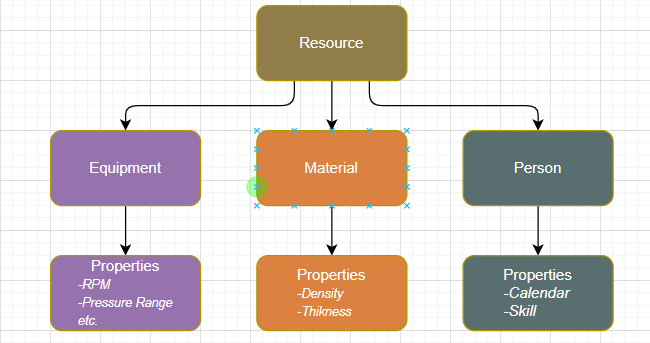 Resource
Equipment
Material
Person
Properties
-RPM
-Pressure Range
etc.
Properties
-Density
-Thikness
Properties
-Calendar
-Skill